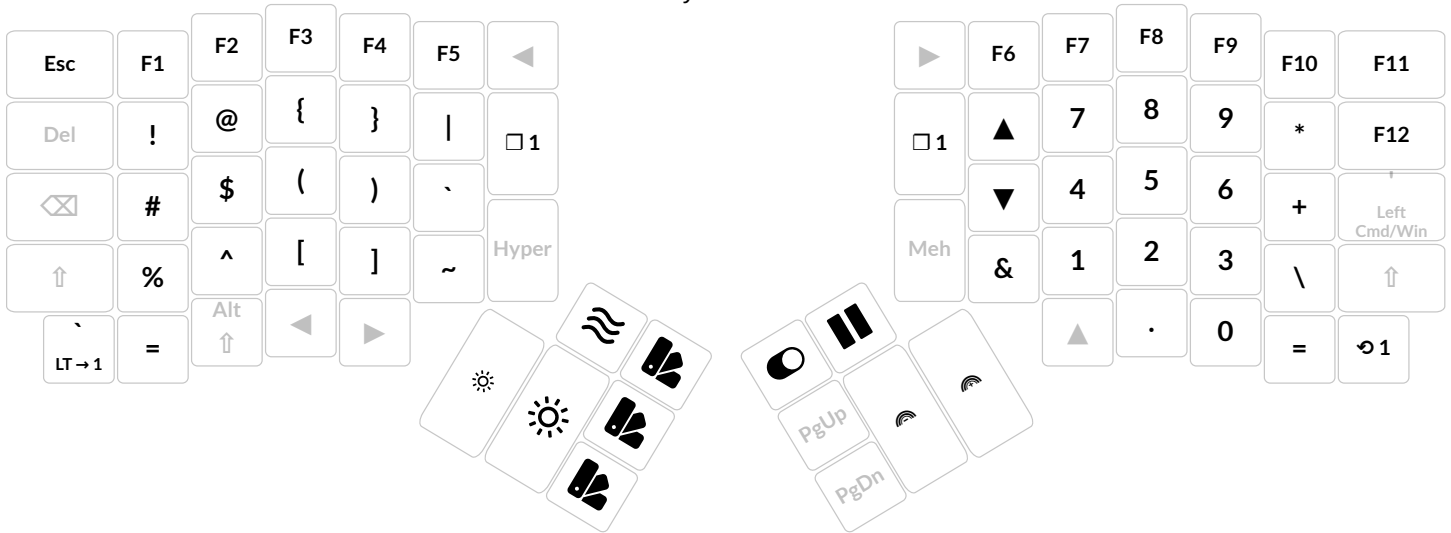 Esc F1 F2 F3 F4 F5 ◀ ▶ F6 F7 F8 F9 F10 F11
Del ! @ { } | ❐ 1 ❐ 1 ▲ 7 8 9 * F12
⌫ # $ ( ) ` ▼ 4 5 6 + '
Left
Cmd/Win
⇧ % ^ [ ] ~ Hyper Meh & 1 2 3 \ ⇧
` = Alt ◀ ▶ ▲ . 0 = ⟲ 1
LT → 1 ⇧
PgUp
PgDn